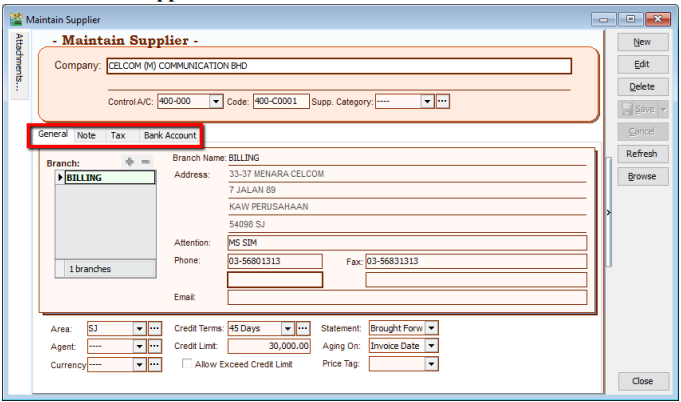 Maintain Supplier
Attachments...
- Maintain Supplier -
Company: CELCOM (M) COMMUNICATION BHD
Control A/C: 400-000 Code: 400-C0001 Supp. Category: ---- ...
General Note Tax Bank Account
Branch: + −
BILLING
1 branches
Branch Name: BILLING
Address: 33-37 MENARA CELCOM
7 JALAN 89
KAW PERUSAHAAN
54098 SJ
Attention: MS SIM
Phone: 03-56801313 Fax: 03-56831313
Email:
Area: SJ ... Credit Terms: 45 Days ... Statement: Brought Forw
Agent: ---- ... Credit Limit: 30,000.00 Aging On: Invoice Date
Currency ---- ... Allow Exceed Credit Limit Price Tag:
New
Edit
Delete
Save
Cancel
Refresh
Browse
Close